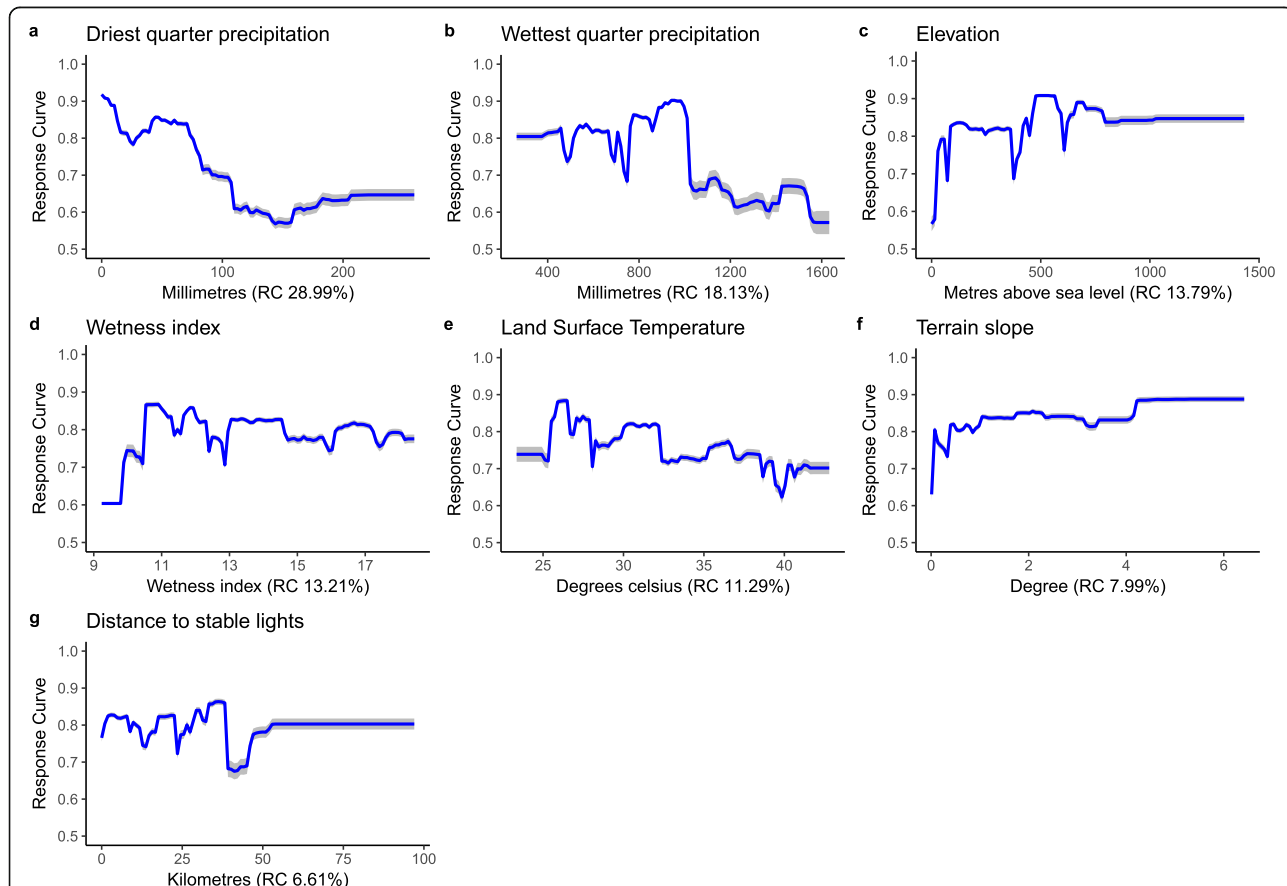 a Driest quarter precipitation
1.0
0.9
0.8
0.7
0.6
0.5
Response Curve
0 100 200
Millimetres (RC 28.99%)
b Wettest quarter precipitation
1.0
0.9
0.8
0.7
0.6
0.5
Response Curve
400 800 1200 1600
Millimetres (RC 18.13%)
c Elevation
1.0
0.9
0.8
0.7
0.6
0.5
Response Curve
0 500 1000 1500
Metres above sea level (RC 13.79%)
d Wetness index
1.0
0.9
0.8
0.7
0.6
0.5
Response Curve
9 11 13 15 17
Wetness index (RC 13.21%)
e Land Surface Temperature
1.0
0.9
0.8
0.7
0.6
0.5
Response Curve
25 30 35 40
Degrees celsius (RC 11.29%)
f Terrain slope
1.0
0.9
0.8
0.7
0.6
0.5
Response Curve
0 2 4 6
Degree (RC 7.99%)
g Distance to stable lights
1.0
0.9
0.8
0.7
0.6
0.5
Response Curve
0 25 50 75 100
Kilometres (RC 6.61%)